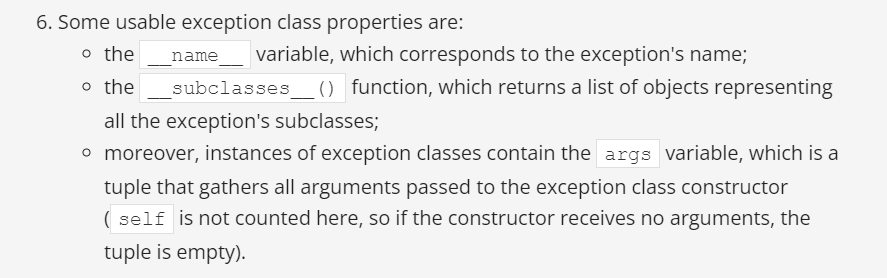 6. Some usable exception class properties are:
○ the __name__ variable, which corresponds to the exception's name;
○ the __subclasses__() function, which returns a list of objects representing
all the exception's subclasses;
○ moreover, instances of exception classes contain the args variable, which is a
tuple that gathers all arguments passed to the exception class constructor
( self is not counted here, so if the constructor receives no arguments, the
tuple is empty).